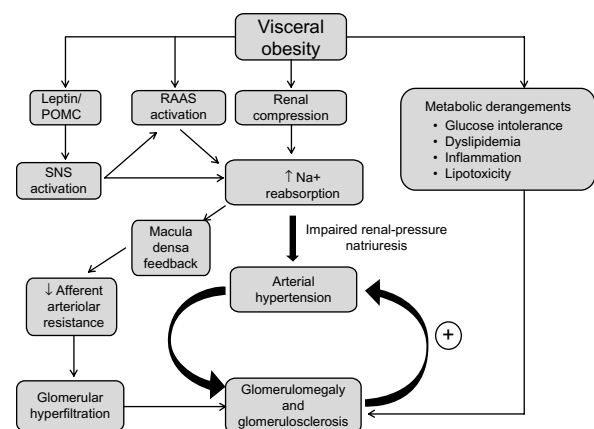 Visceral
obesity
Leptin/
POMC
RAAS
activation
Renal
compression
Metabolic derangements
• Glucose intolerance
• Dyslipidemia
• Inflammation
• Lipotoxicity
SNS
activation
↑ Na+
reabsorption
Macula
densa
feedback
Impaired renal-pressure
natriuresis
↓ Afferent
arteriolar
resistance
Arterial
hypertension
+
Glomerular
hyperfiltration
Glomerulomegaly
and
glomerulosclerosis